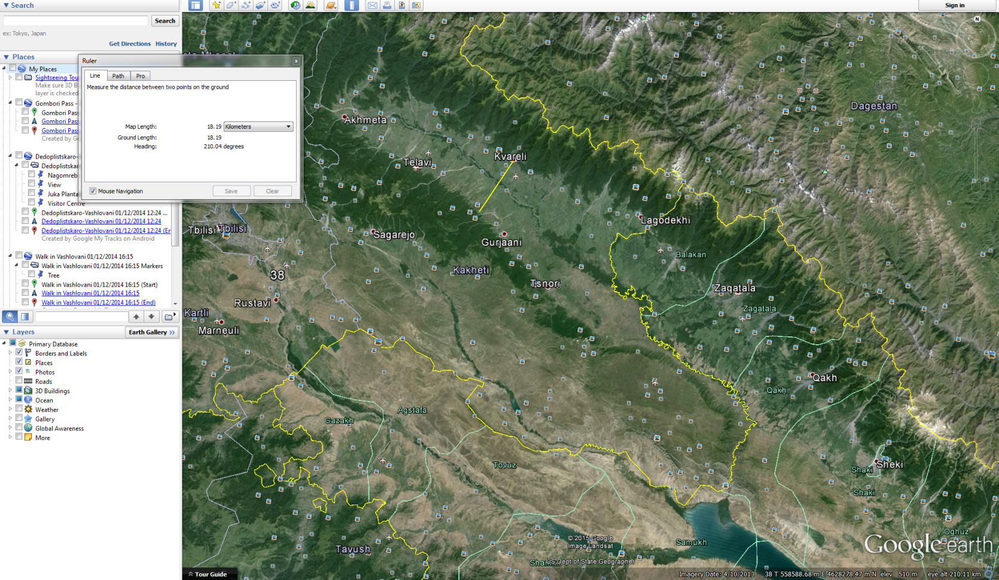 Search
Sign in
Search
ex: Tokyo, Japan
Get Directions History
Places
My Places
Sightseeing Tou
Make sure 3D B
layer is checked
Gombori Pass -
Gombori Pas
Gombori Pas
Gombori Pas
Created by G
Dedoplistskaro-
Dedoplistskar
Nagomreb
View
Juka Planta
Visitor Centre
Dedoplistskaro-Vashlovani 01/12/2014 12:24 ...
Dedoplistskaro-Vashlovani 01/12/2014 12:24
Dedoplistskaro-Vashlovani 01/12/2014 12:24 (Er
Created by Google My Tracks on Android
Walk in Vashlovani 01/12/2014 16:15
Walk in Vashlovani 01/12/2014 16:15 Markers
Tree
Walk in Vashlovani 01/12/2014 16:15 (Start)
Walk in Vashlovani 01/12/2014 16:15
Walk in Vashlovani 01/12/2014 16:15 (End)
Layers
Earth Gallery »
Primary Database
Borders and Labels
Places
Photos
Roads
3D Buildings
Ocean
Weather
Gallery
Global Awareness
More
Ruler
Line Path Pro
Measure the distance between two points on the ground
Map Length: 18.19 Kilometers
Ground Length: 18.19
Heading: 210.04 degrees
Mouse Navigation Save Clear
N
Dagestan
Akhmeta
Telavi
Kvareli
Tbilisi
Tbilisi
Sagarejo
Gurjaani
Lagodekhi
Balakan
Kakheti
38
Tsnori
Zaqatala
Zagatala
Rustavi
Kartli
Marneuli
Qakh
Qakh
Agstafa
Gazakh
Tovuz
Sheki
Shaki
Shaki
Oghuz
Samukh
Tavush
© 2015 Google
Image Landsat
US Dept of State Geographer
Google earth
Tour Guide
Imagery Date: 4/10/2013 38 T 558588.68 m E 4628278.47 m N elev 510 m eye alt 210.11 km